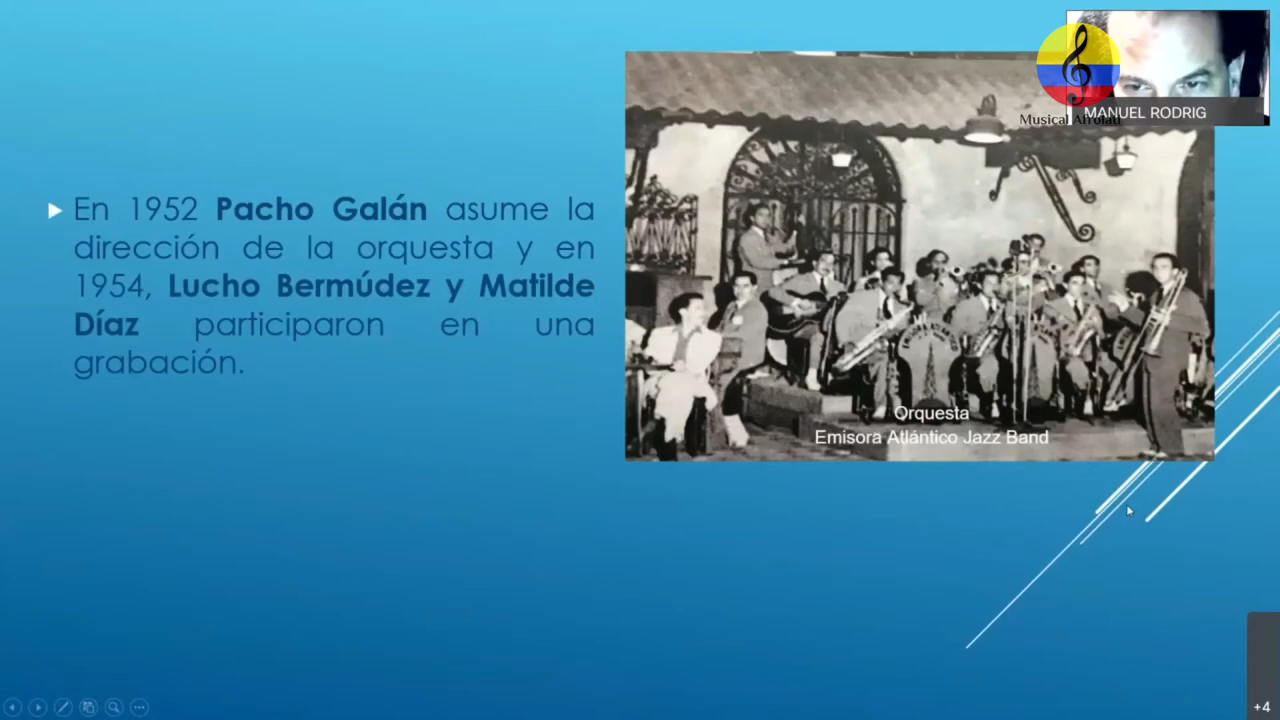 En 1952 Pacho Galán asume la
dirección de la orquesta y en
1954, Lucho Bermúdez y Matilde
Díaz participaron en una
grabación.
Musical
MANUEL RODRIG
Orquesta
Emisora Atlántico Jazz Band
+4